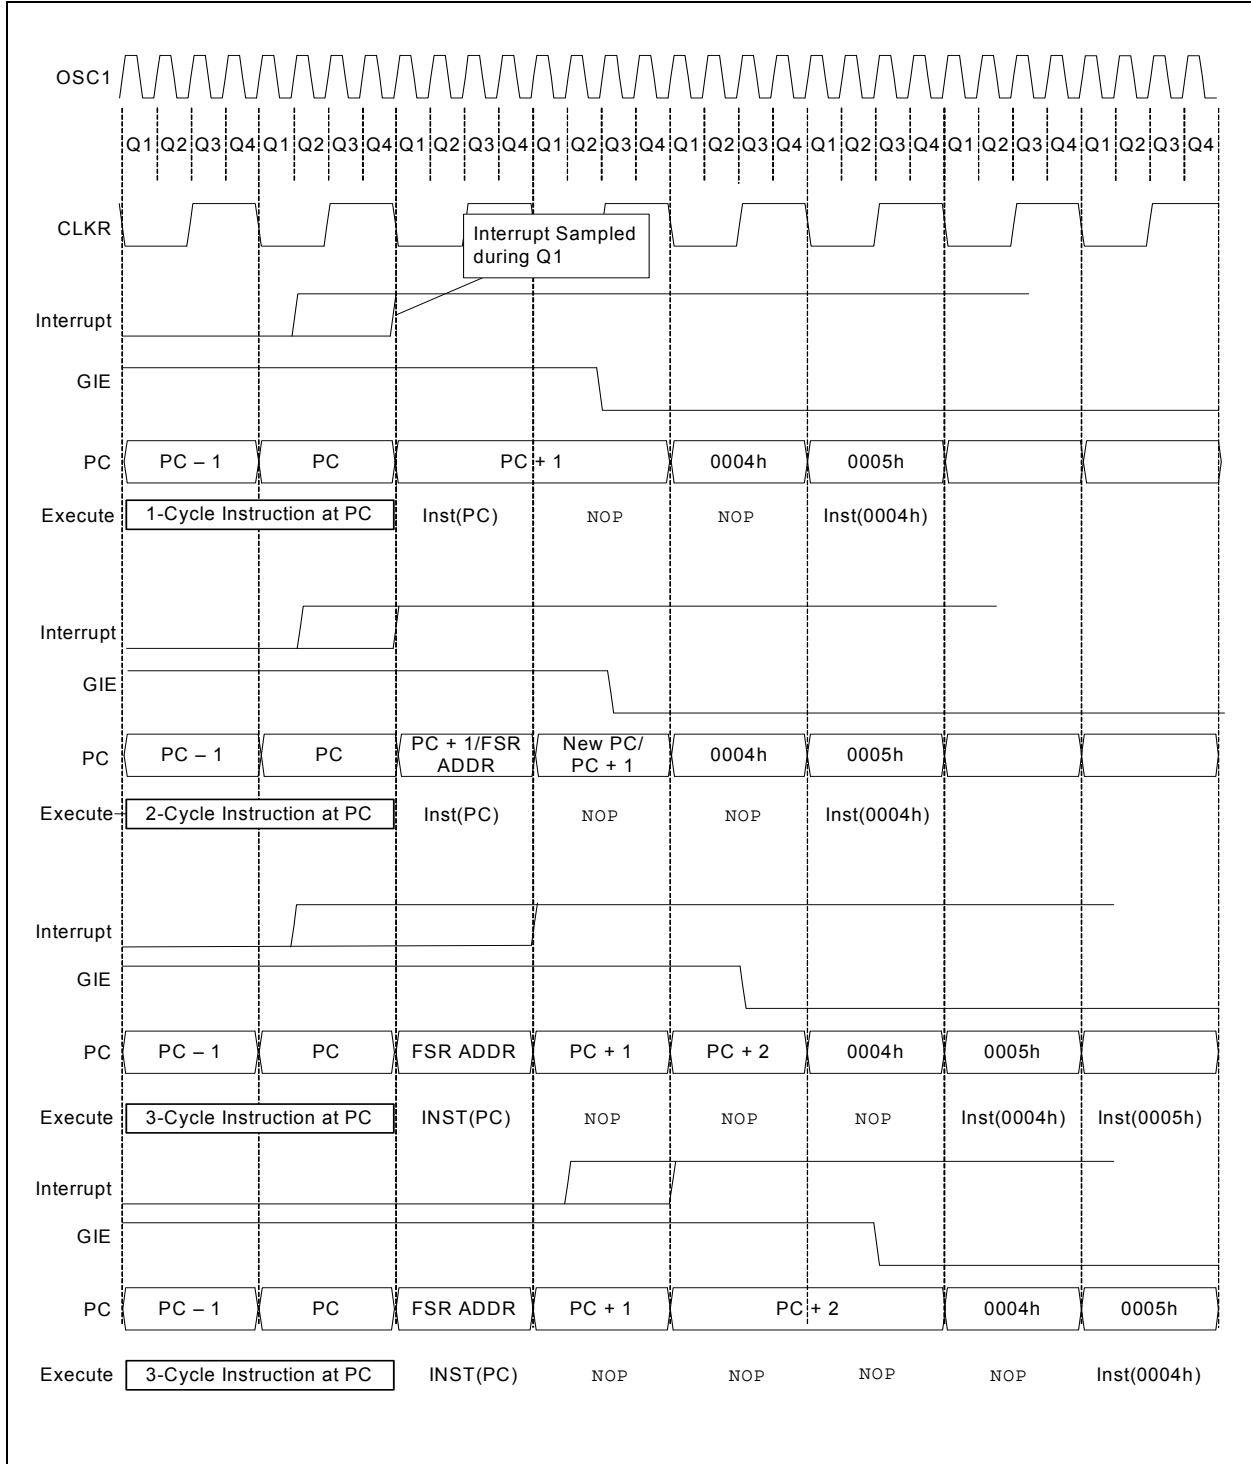 OSC1
Q1 Q2 Q3 Q4 Q1 Q2 Q3 Q4 Q1 Q2 Q3 Q4 Q1 Q2 Q3 Q4 Q1 Q2 Q3 Q4 Q1 Q2 Q3 Q4 Q1 Q2 Q3 Q4 Q1 Q2 Q3 Q4
CLKR
Interrupt Sampled
during Q1
Interrupt
GIE
PC PC – 1 PC PC + 1 0004h 0005h
Execute 1-Cycle Instruction at PC Inst(PC) NOP NOP Inst(0004h)
Interrupt
GIE
PC PC – 1 PC PC + 1/FSR ADDR New PC/ PC + 1 0004h 0005h
Execute 2-Cycle Instruction at PC Inst(PC) NOP NOP Inst(0004h)
Interrupt
GIE
PC PC – 1 PC FSR ADDR PC + 1 PC + 2 0004h 0005h
Execute 3-Cycle Instruction at PC INST(PC) NOP NOP NOP Inst(0004h) Inst(0005h)
Interrupt
GIE
PC PC – 1 PC FSR ADDR PC + 1 PC + 2 0004h 0005h
Execute 3-Cycle Instruction at PC INST(PC) NOP NOP NOP NOP Inst(0004h)